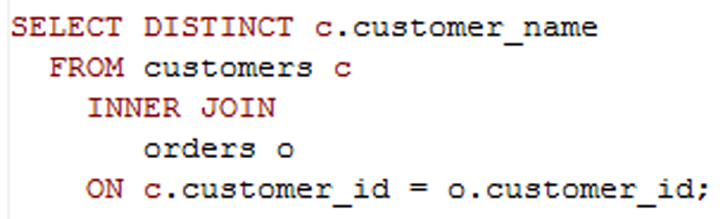 SELECT DISTINCT c.customer_name
FROM customers c
INNER JOIN
orders o
ON c.customer_id = o.customer_id;